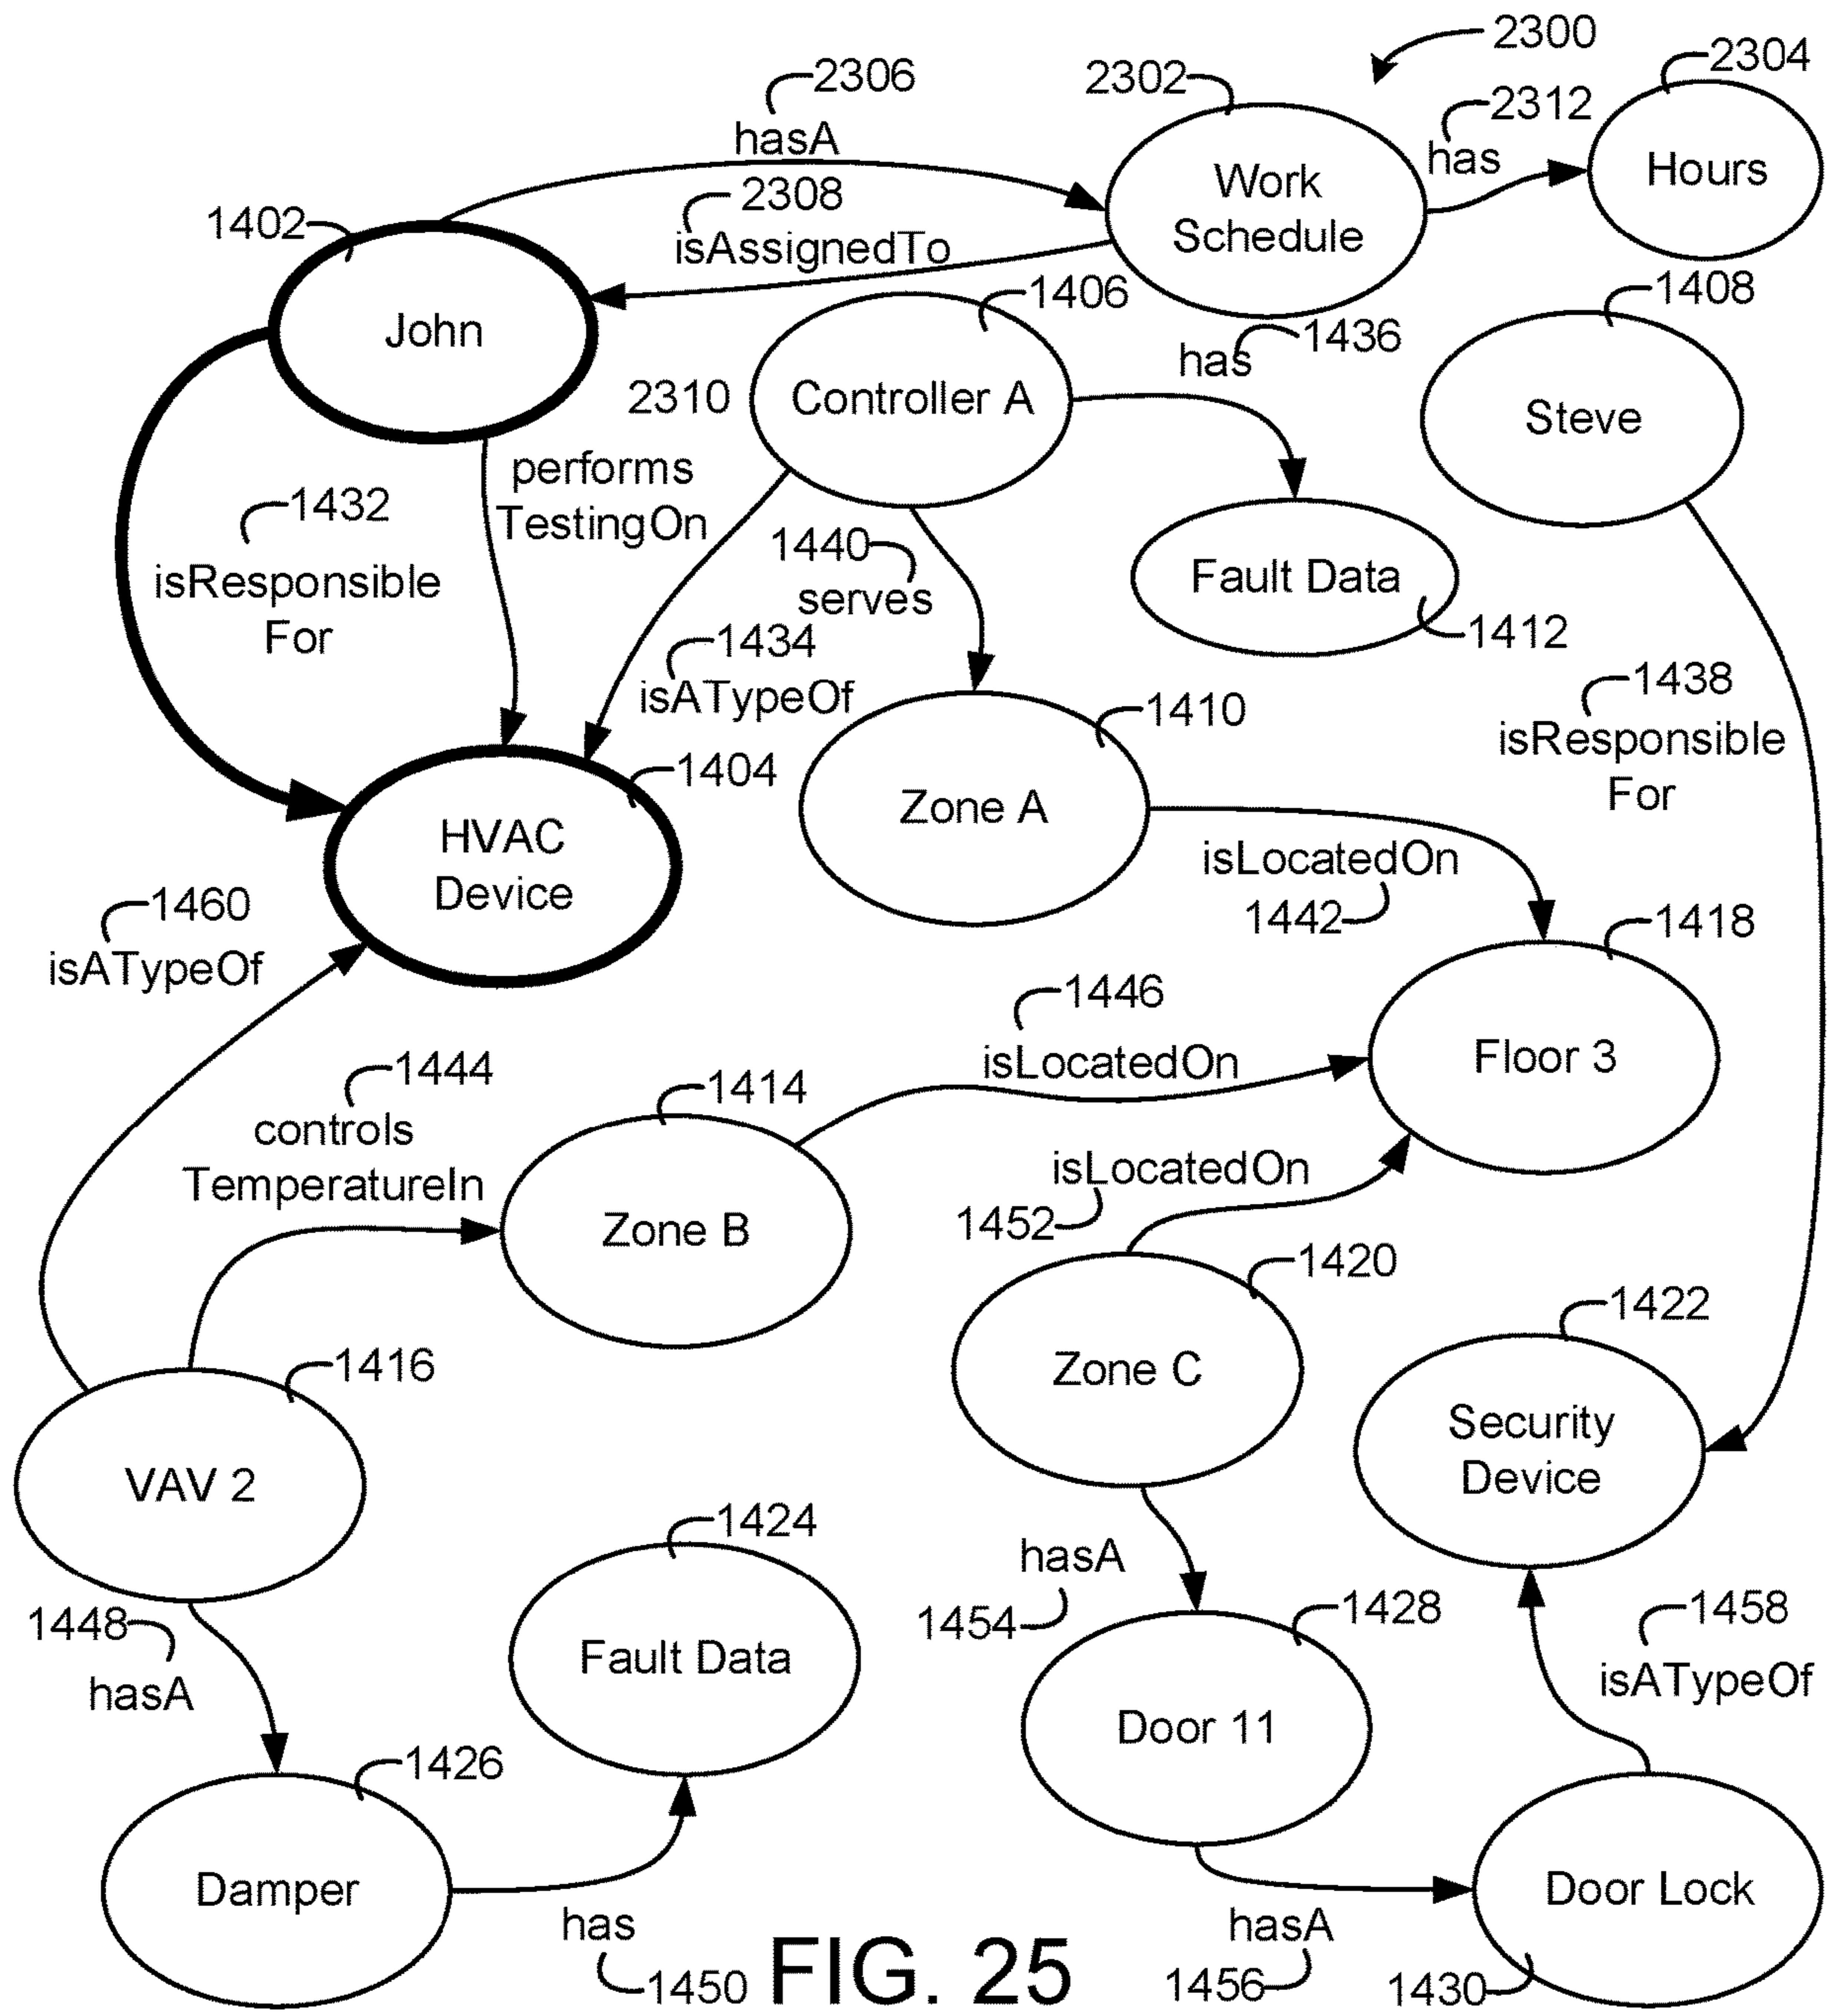 2300
2306
2302
2304
2312
hasA
has
Hours
Work
Schedule
2308
1402
isAssignedTo
1406
1408
John
1436
has
2310
Controller A
Steve
performs
TestingOn
1432
1440
serves
isResponsible
For
Fault Data
1412
1434
isATypeOf
1438
isResponsible
For
1410
1404
Zone A
HVAC
Device
isLocatedOn
1442
1460
isATypeOf
1418
1446
isLocatedOn
Floor 3
1444
controls
TemperatureIn
1414
isLocatedOn
1452
Zone B
1420
1422
1416
Zone C
Security
Device
VAV 2
1424
hasA
1454
1428
1458
isATypeOf
1448
hasA
Fault Data
Door 11
1426
Damper
Door Lock
has
1450
hasA
1456
1430
FIG. 25